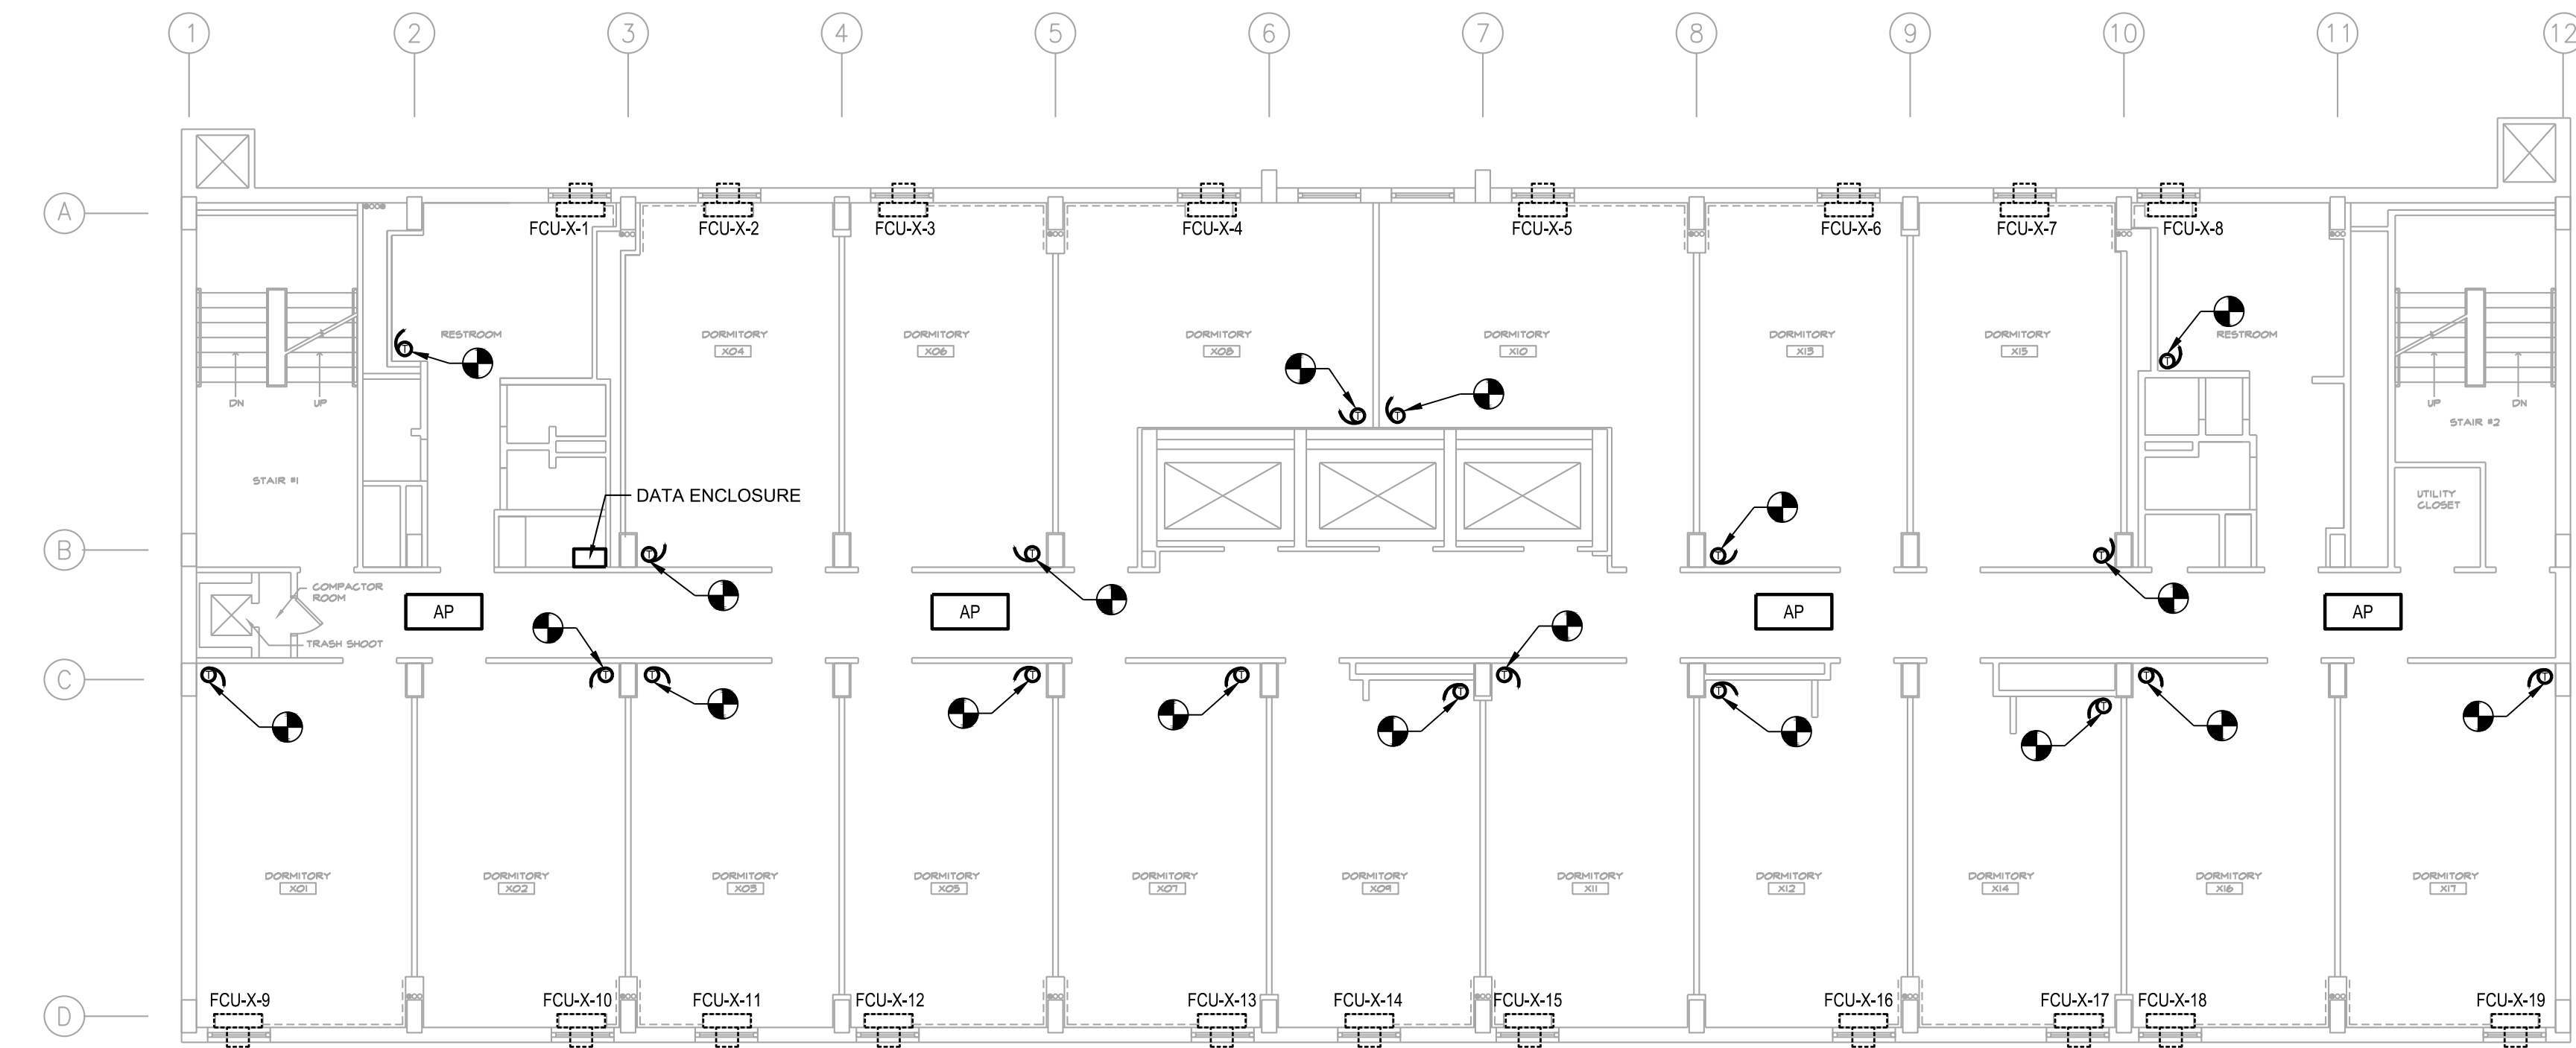 1 2 3 4 5 6 7 8 9 10 11 12
A
FCU-X-1 FCU-X-2 FCU-X-3 FCU-X-4 FCU-X-5 FCU-X-6 FCU-X-7 FCU-X-8
RESTROOM DORMITORY DORMITORY DORMITORY DORMITORY DORMITORY DORMITORY RESTROOM
X04 X06 X08 X10 X13 X15
T T
DN UP UP DN
T T
STAIR #2
STAIR #1
DATA ENCLOSURE
UTILITY
CLOSET
B
T T T T
COMPACTOR
ROOM
AP AP AP AP
TRASH SHOOT
C
T T T T T T T T T T T
DORMITORY DORMITORY DORMITORY DORMITORY DORMITORY DORMITORY DORMITORY DORMITORY DORMITORY DORMITORY DORMITORY
X01 X02 X03 X05 X07 X09 X11 X12 X14 X16 X17
FCU-X-9 FCU-X-10 FCU-X-11 FCU-X-12 FCU-X-13 FCU-X-14 FCU-X-15 FCU-X-16 FCU-X-17 FCU-X-18 FCU-X-19
D